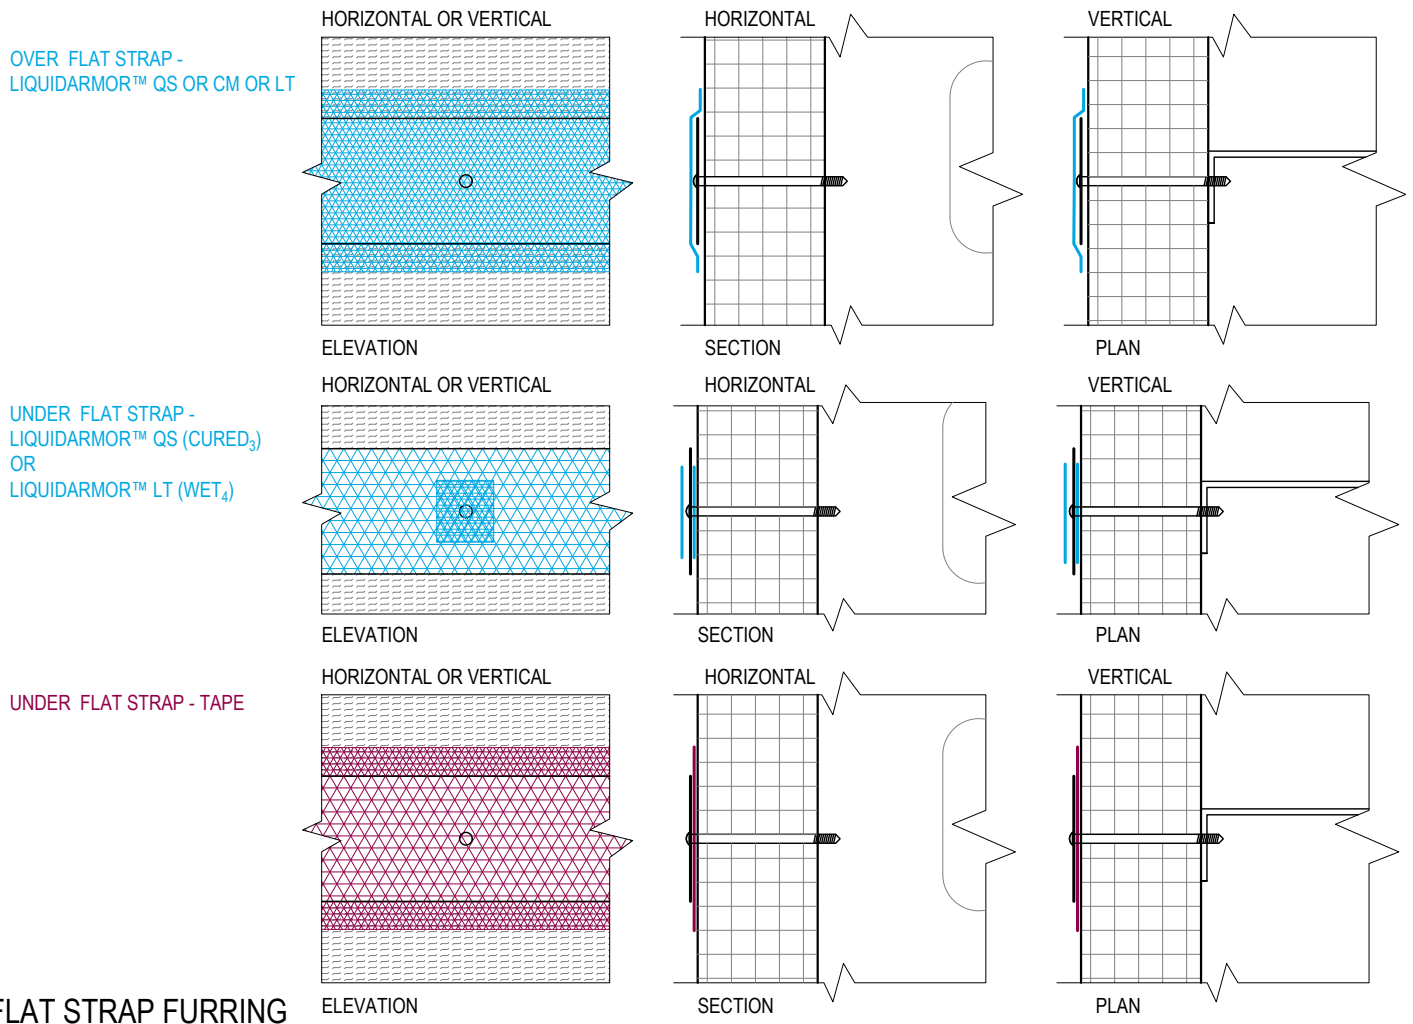 HORIZONTAL OR VERTICAL
HORIZONTAL
VERTICAL
OVER FLAT STRAP -
LIQUIDARMOR™ QS OR CM OR LT
ELEVATION
SECTION
PLAN
HORIZONTAL OR VERTICAL
HORIZONTAL
VERTICAL
UNDER FLAT STRAP -
LIQUIDARMOR™ QS (CURED₃)
OR
LIQUIDARMOR™ LT (WET₄)
ELEVATION
SECTION
PLAN
HORIZONTAL OR VERTICAL
HORIZONTAL
VERTICAL
UNDER FLAT STRAP - TAPE
ELEVATION
SECTION
PLAN
FLAT STRAP FURRING